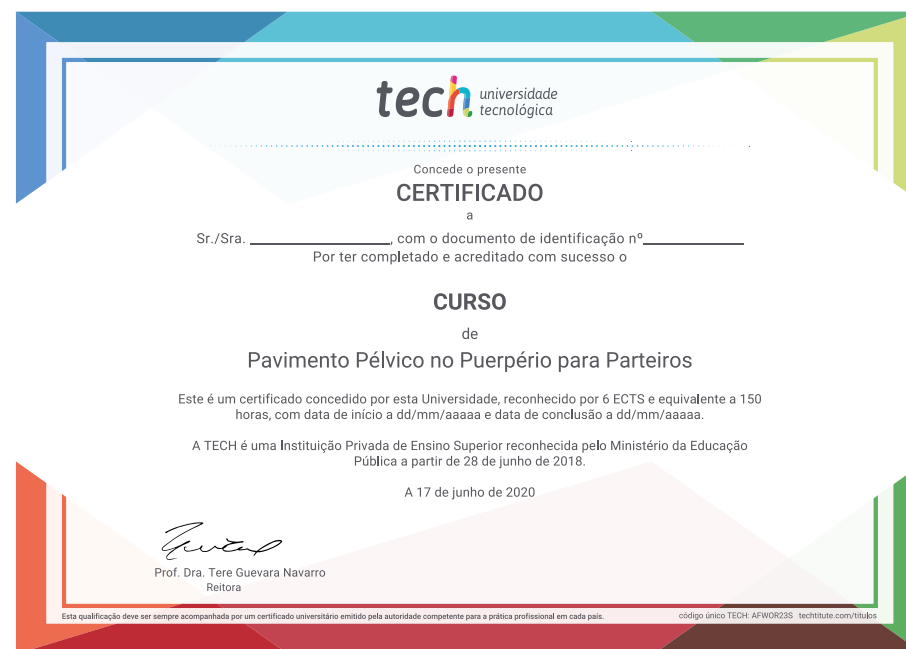 tech universidade
tecnológica
Concede o presente
CERTIFICADO
a
Sr./Sra. ____________________, com o documento de identificação nº______________
Por ter completado e acreditado com sucesso o
CURSO
de
Pavimento Pélvico no Puerpério para Parteiros
Este é um certificado concedido por esta Universidade, reconhecido por 6 ECTS e equivalente a 150
horas, com data de início a dd/mm/aaaaa e data de conclusão a dd/mm/aaaaa.
A TECH é uma Instituição Privada de Ensino Superior reconhecida pelo Ministério da Educação
Pública a partir de 28 de junho de 2018.
A 17 de junho de 2020
Prof. Dra. Tere Guevara Navarro
Reitora
Esta qualificação deve ser sempre acompanhada por um certificado universitário emitido pela autoridade competente para a prática profissional em cada país.
código único TECH: AFWOR23S techtitute.com/titulos